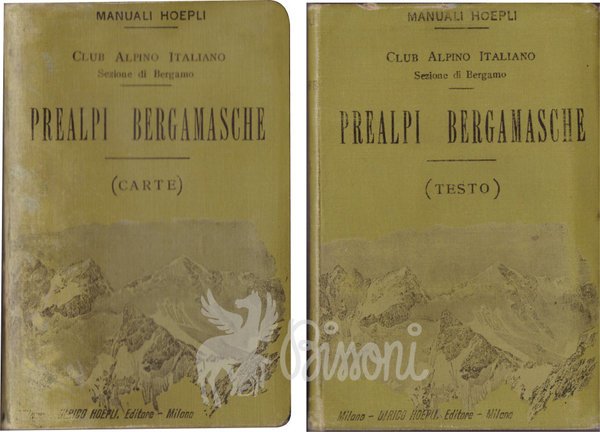 MANUALI HOEPLI
CLUB ALPINO ITALIANO
Sezione di Bergamo
PREALPI BERGAMASCHE
(CARTE)
ULRICO HOEPLI, Editore - Milano
MANUALI HOEPLI
CLUB ALPINO ITALIANO
Sezione di Bergamo
PREALPI BERGAMASCHE
(TESTO)
Milano - ULRICO HOEPLI, Editore - Milano
Bissoni